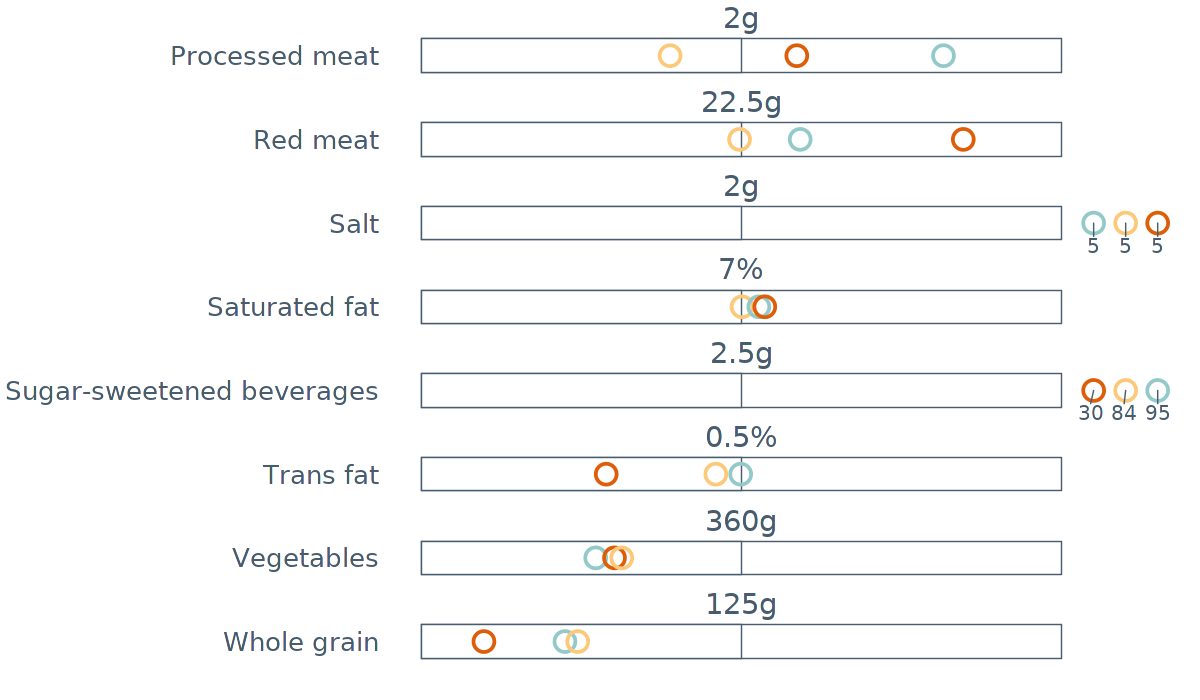 2g
Processed meat
22.5g
Red meat
2g
Salt
5 5 5
7%
Saturated fat
2.5g
Sugar-sweetened beverages
30 84 95
0.5%
Trans fat
360g
Vegetables
125g
Whole grain